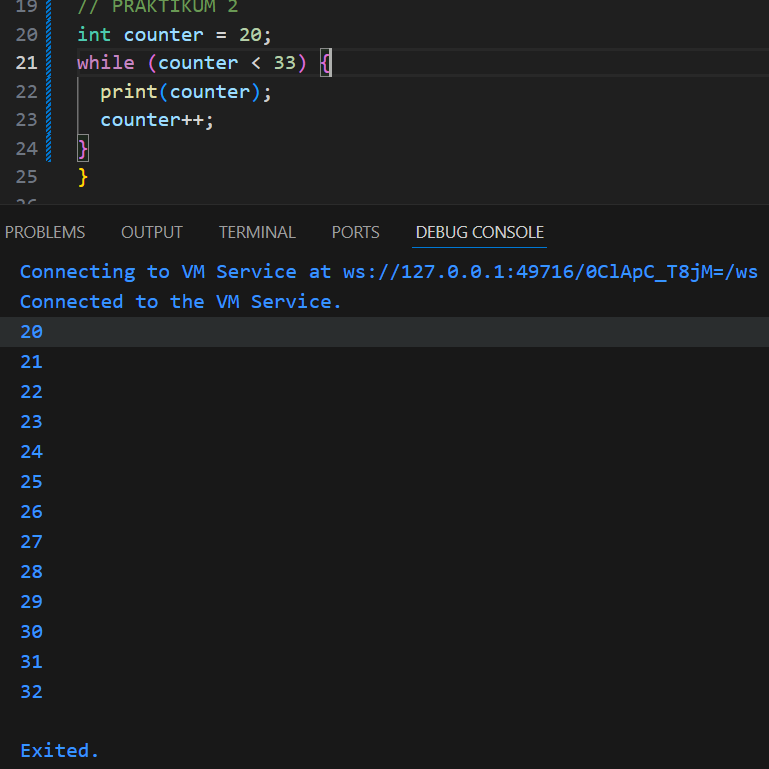 19 // PRAKTIKUM 2
20 int counter = 20;
21 while (counter < 33) {
22 print(counter);
23 counter++;
24 }
25 }
26
PROBLEMS OUTPUT TERMINAL PORTS DEBUG CONSOLE
Connecting to VM Service at ws://127.0.0.1:49716/0ClApC_T8jM=/ws
Connected to the VM Service.
20
21
22
23
24
25
26
27
28
29
30
31
32
Exited.